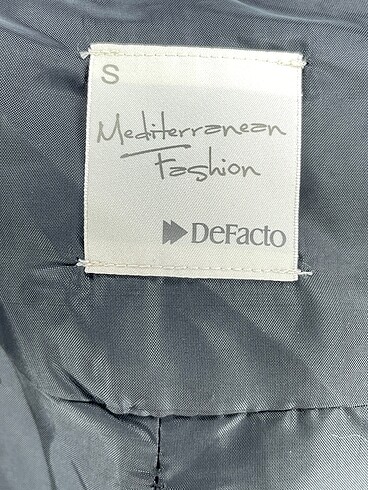 S
Mediterranean
Fashion
DeFacto